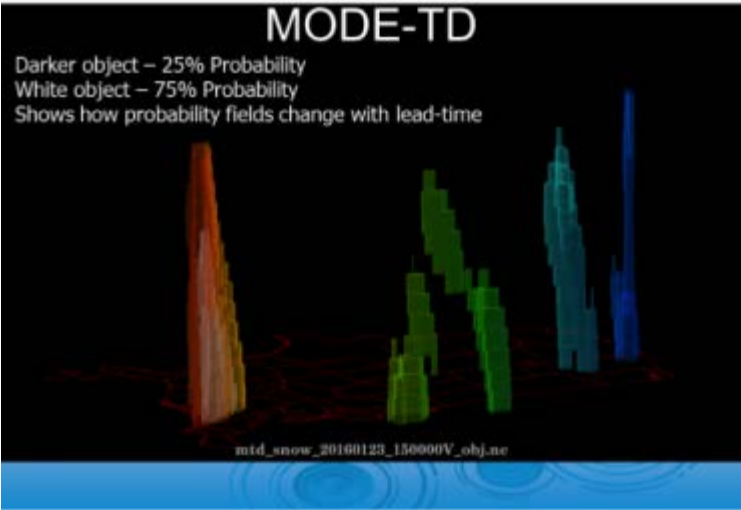 MODE-TD
Darker object – 25% Probability
White object – 75% Probability
Shows how probability fields change with lead-time
mtd_snow_20160123_150000V_obj.nc